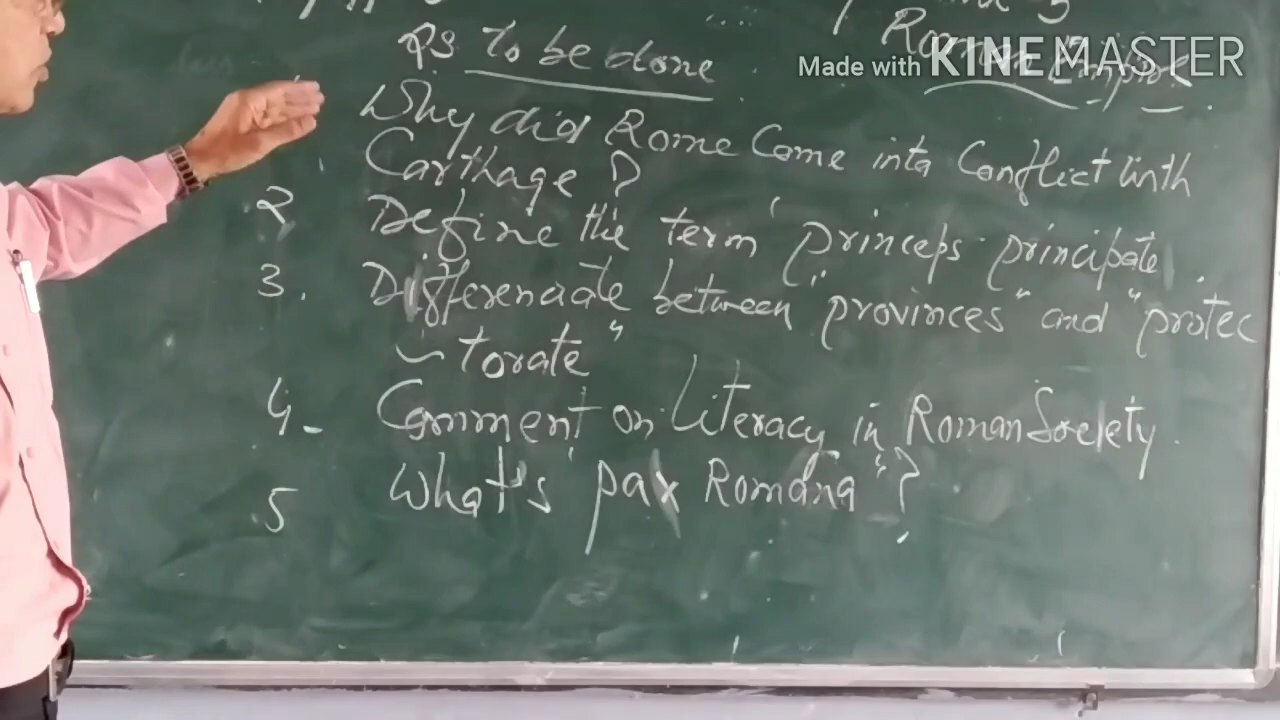 Made with KINEMASTER
Roman Empire
Qs to be done
Why did Rome Come into Conflict with
Carthage ?
2 Define the term 'princeps principate .
3. Differenciate between "provinces" and "protec
- torate"
4 - Comment on Literacy in Roman Society .
5 What's "pax Romana" ?